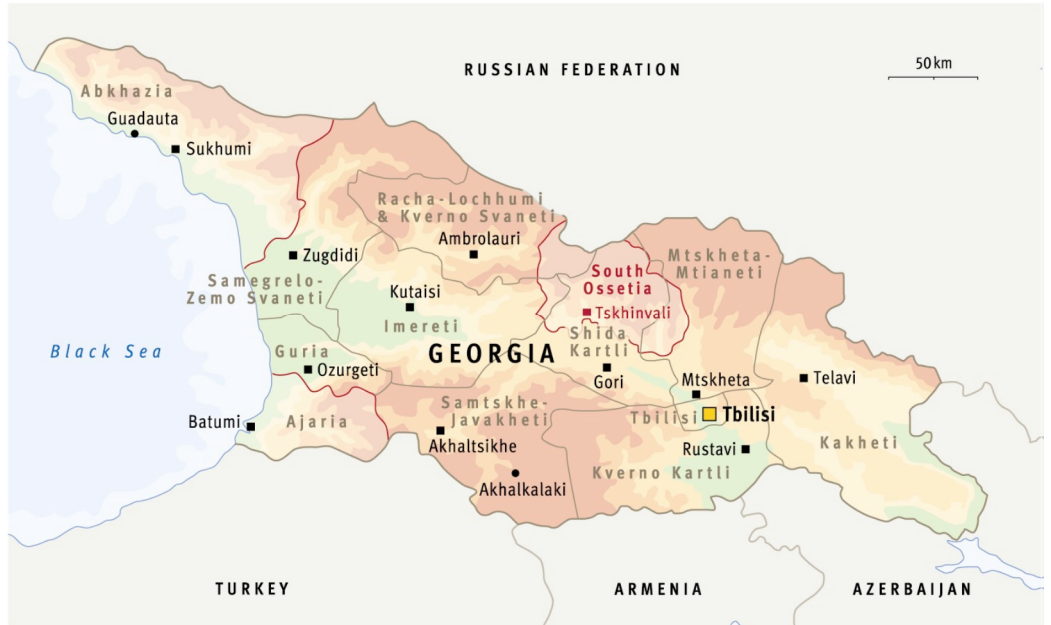 RUSSIAN FEDERATION
50 km
Abkhazia
Guadauta
Sukhumi
Racha-Lochhumi
& Kverno Svaneti
Ambrolauri
Mtskheta-
Mtianeti
Zugdidi
Samegrelo-
Zemo Svaneti
South
Ossetia
Tskhinvali
Kutaisi
Imereti
Shida
Kartli
Black Sea
Guria
Ozurgeti
GEORGIA
Gori
Mtskheta
Telavi
Batumi
Ajaria
Samtskhe-
Javakheti
Akhaltsikhe
Tbilisi
Tbilisi
Rustavi
Kakheti
Kverno Kartli
Akhalkalaki
TURKEY
ARMENIA
AZERBAIJAN